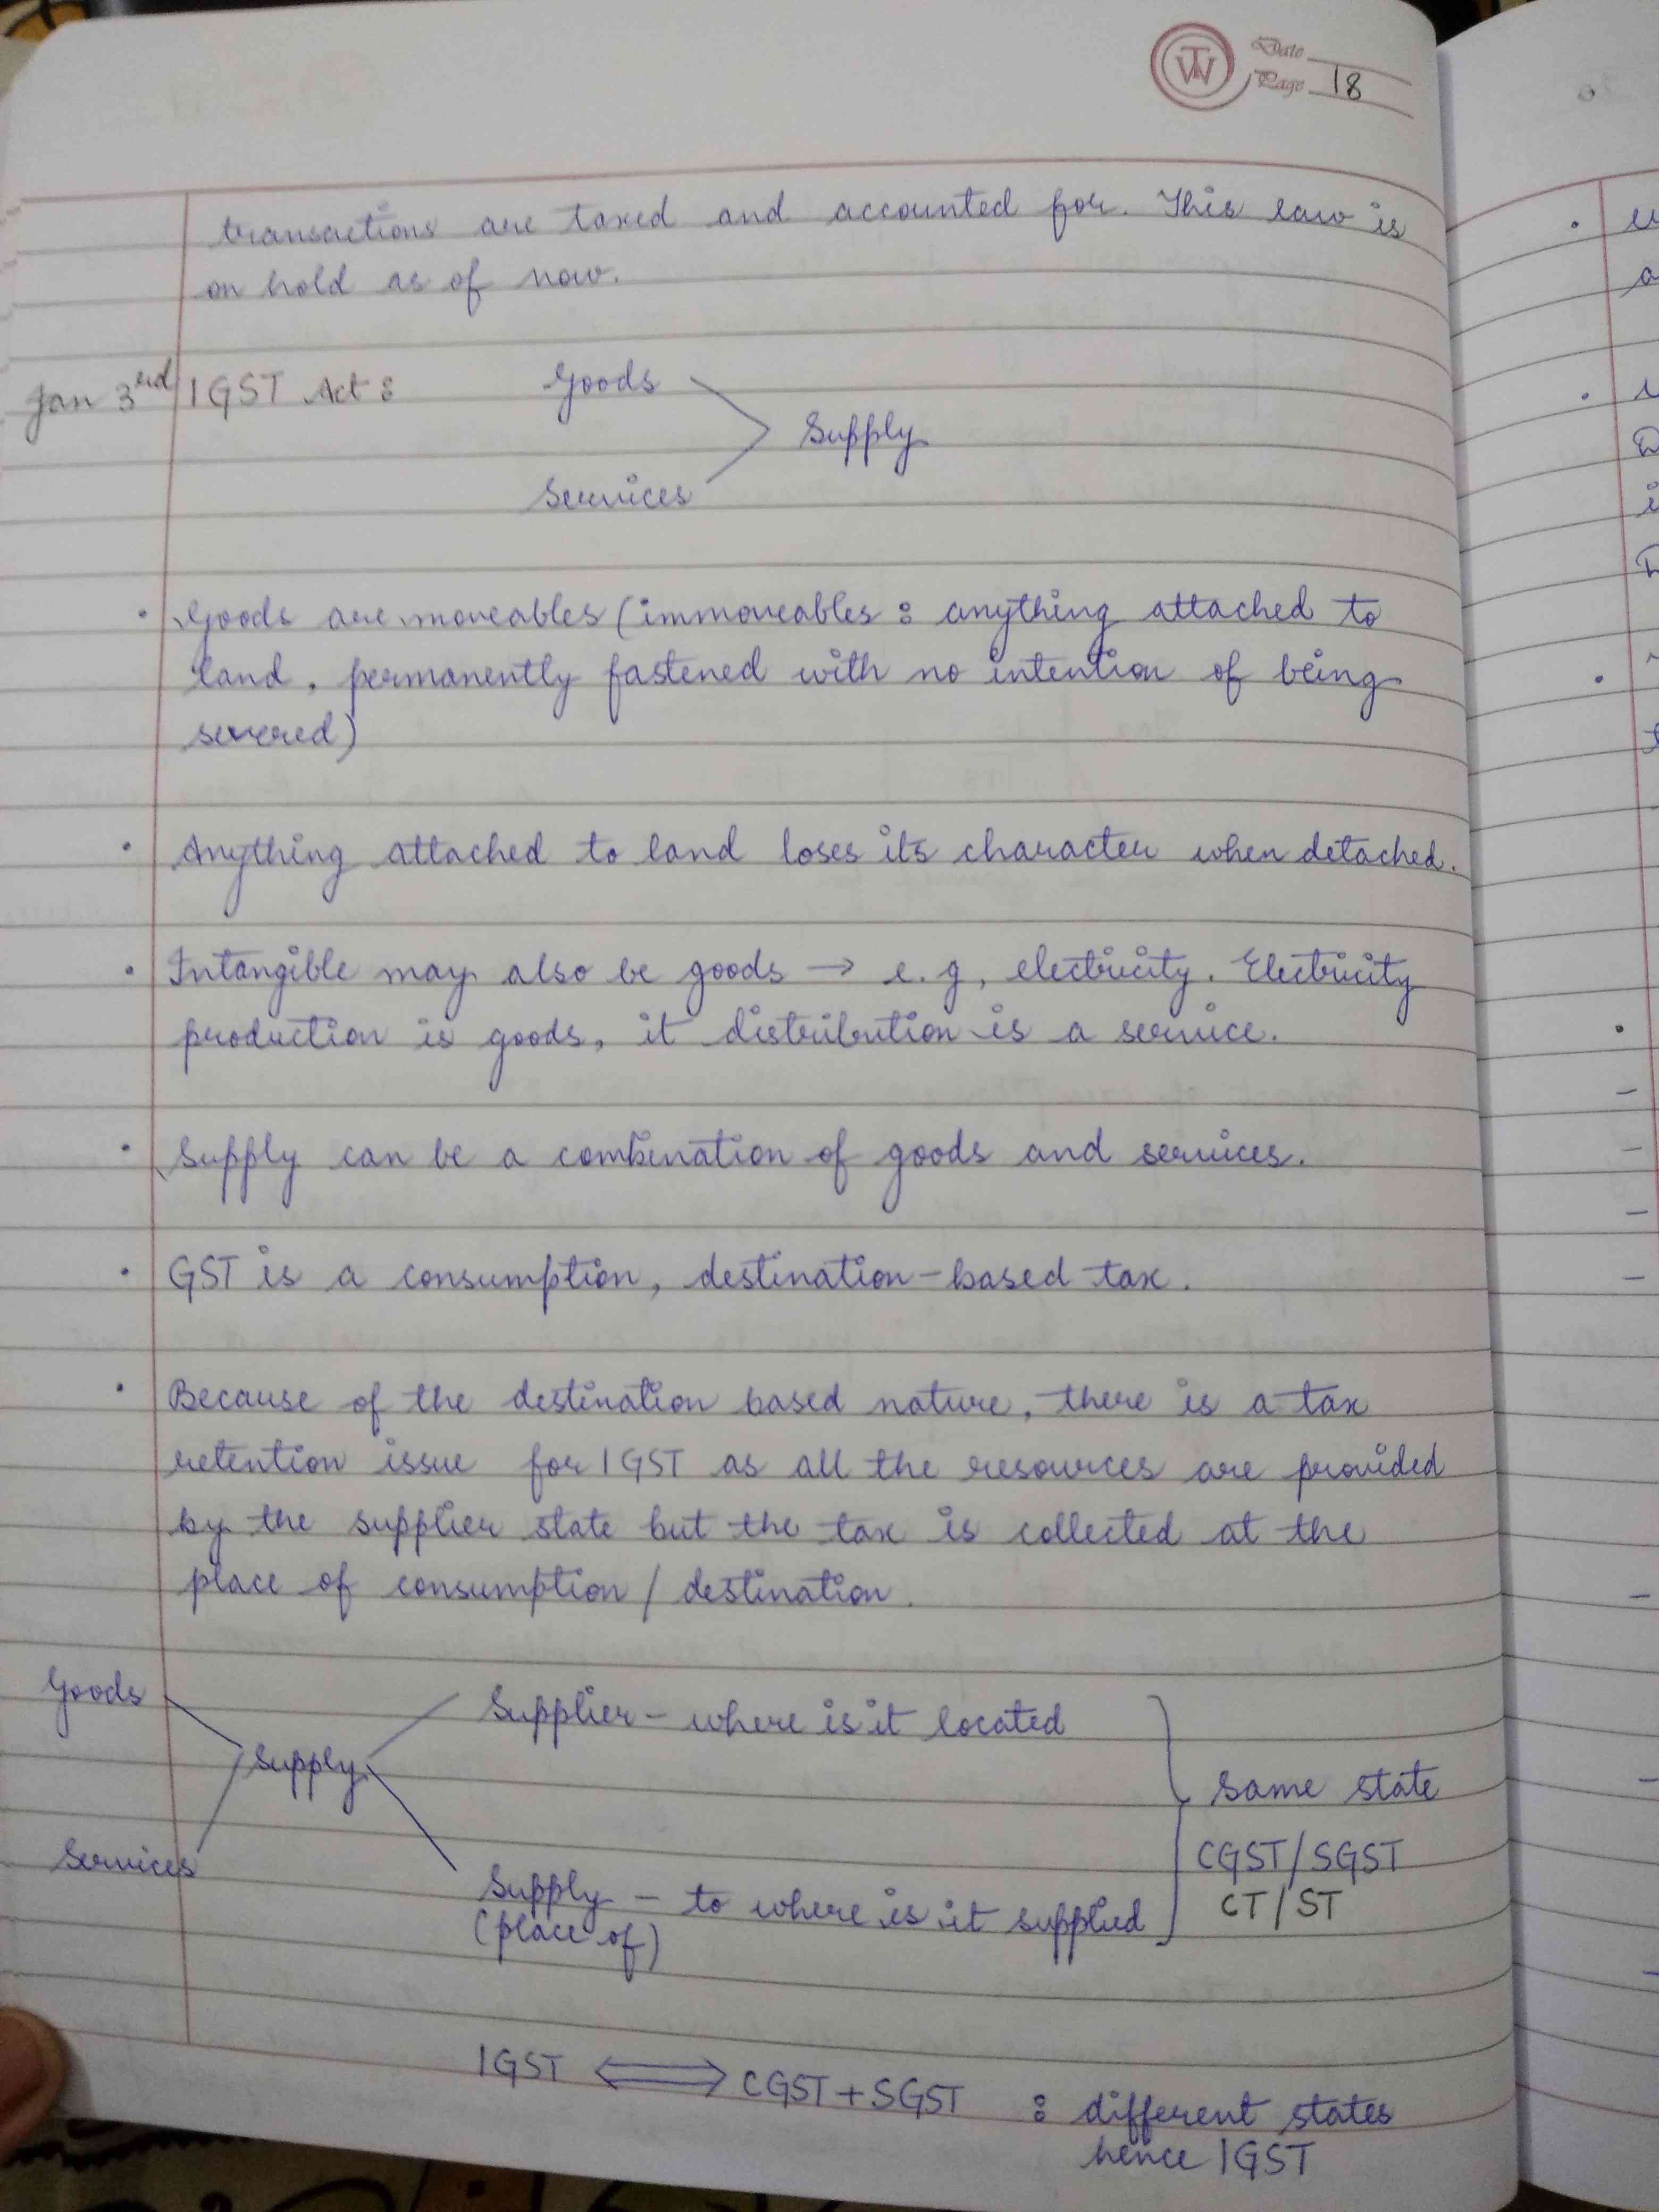 Date
Page 18
transactions are taxed and accounted for. This law is
on hold as of now.
Jan 3rd IGST Act :
Goods
Supply
Services
• Goods are moveables (immoveables : anything attached to
land, permanently fastened with no intention of being
severed)
• Anything attached to land loses its character when detached.
• Intangible may also be goods → e.g, electricity. Electricity
production is goods, it distribution is a service.
• Supply can be a combination of goods and services.
• GST is a consumption, destination-based tax.
• Because of the destination based nature, there is a tax
retention issue for IGST as all the resources are provided
by the supplier state but the tax is collected at the
place of consumption / destination.
Goods
Supplier - where is it located
Supply
Same state
Services
CGST/SGST
Supply - to where is it supplied
CT/ST
(place of)
IGST ⟺ CGST+SGST : different states
hence IGST